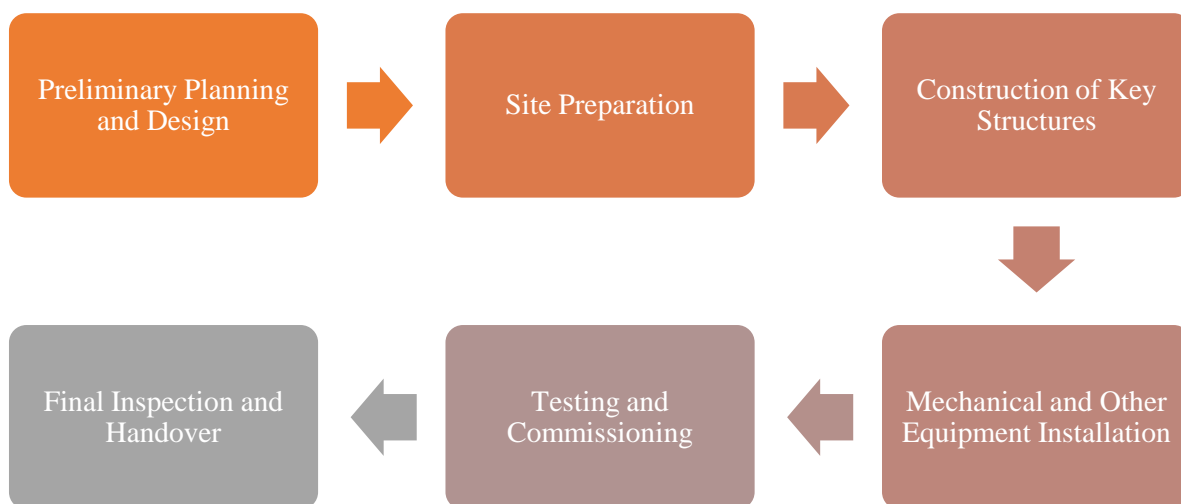 Preliminary Planning
and Design
Site Preparation
Construction of Key
Structures
Mechanical and Other
Equipment Installation
Testing and
Commissioning
Final Inspection and
Handover